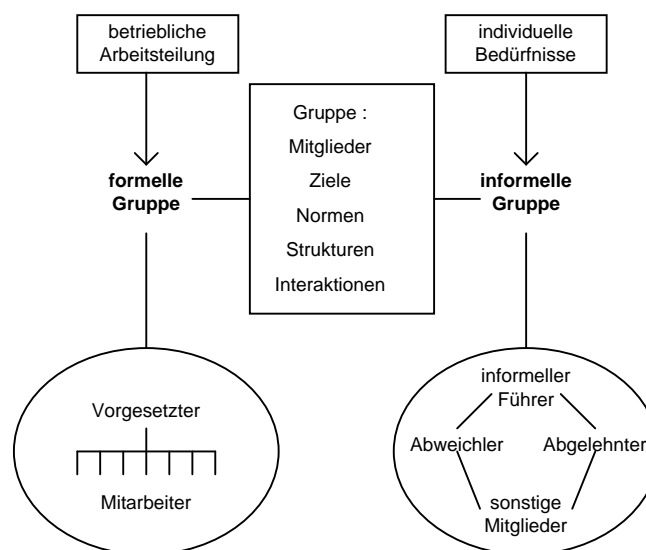 betriebliche
Arbeitsteilung
individuelle
Bedürfnisse
Gruppe :
Mitglieder
Ziele
Normen
Strukturen
Interaktionen
formelle
Gruppe
informelle
Gruppe
Vorgesetzter
Mitarbeiter
informeller
Führer
Abweichler
Abgelehnter
sonstige
Mitglieder